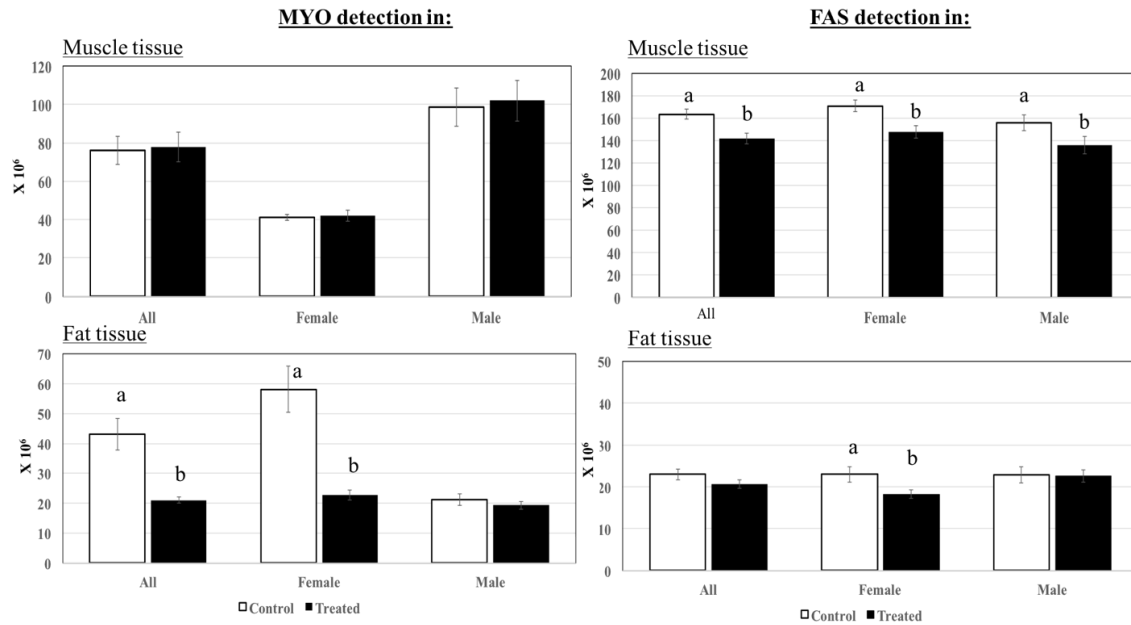 MYO detection in:
Muscle tissue
120
100
80
60
40
20
0
X 10⁶
All Female Male
Fat tissue
70
60
50
40
30
20
10
0
X 10⁶
a
b
a
b
All Female Male
Control Treated
FAS detection in:
Muscle tissue
200
180
160
140
120
100
80
60
40
20
0
X 10⁶
a
b
a
b
a
b
All Female Male
Fat tissue
50
40
30
20
10
0
X 10⁶
a
b
All Female Male
Control Treated